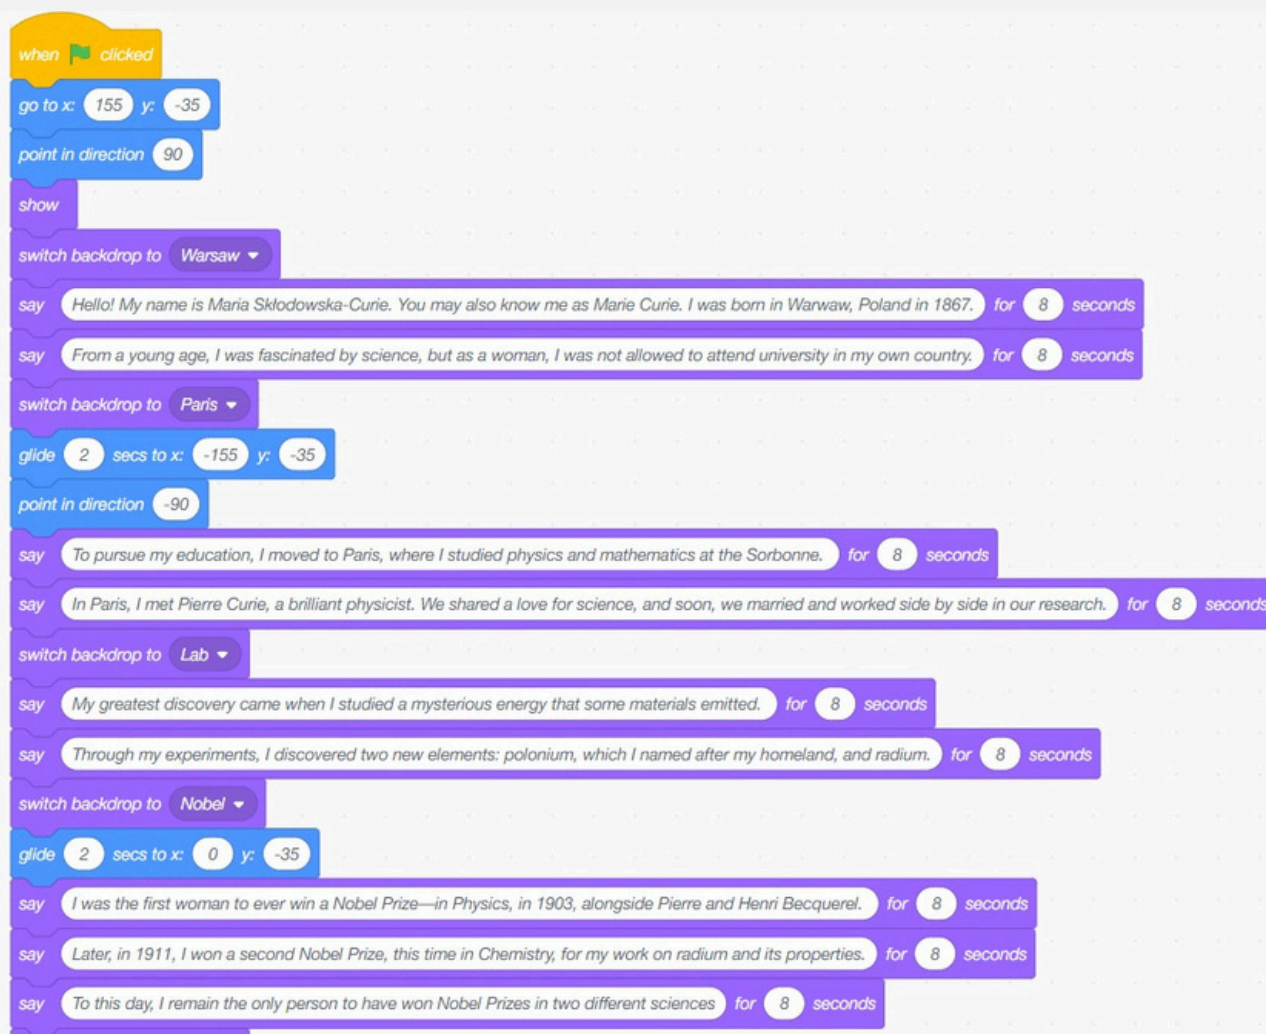 when clicked
go to x: 155 y: -35
point in direction 90
show
switch backdrop to Warsaw
say Hello! My name is Maria Skłodowska-Curie. You may also know me as Marie Curie. I was born in Warwaw, Poland in 1867. for 8 seconds
say From a young age, I was fascinated by science, but as a woman, I was not allowed to attend university in my own country. for 8 seconds
switch backdrop to Paris
glide 2 secs to x: -155 y: -35
point in direction -90
say To pursue my education, I moved to Paris, where I studied physics and mathematics at the Sorbonne. for 8 seconds
say In Paris, I met Pierre Curie, a brilliant physicist. We shared a love for science, and soon, we married and worked side by side in our research. for 8 seconds
switch backdrop to Lab
say My greatest discovery came when I studied a mysterious energy that some materials emitted. for 8 seconds
say Through my experiments, I discovered two new elements: polonium, which I named after my homeland, and radium. for 8 seconds
switch backdrop to Nobel
glide 2 secs to x: 0 y: -35
say I was the first woman to ever win a Nobel Prize—in Physics, in 1903, alongside Pierre and Henri Becquerel. for 8 seconds
say Later, in 1911, I won a second Nobel Prize, this time in Chemistry, for my work on radium and its properties. for 8 seconds
say To this day, I remain the only person to have won Nobel Prizes in two different sciences for 8 seconds